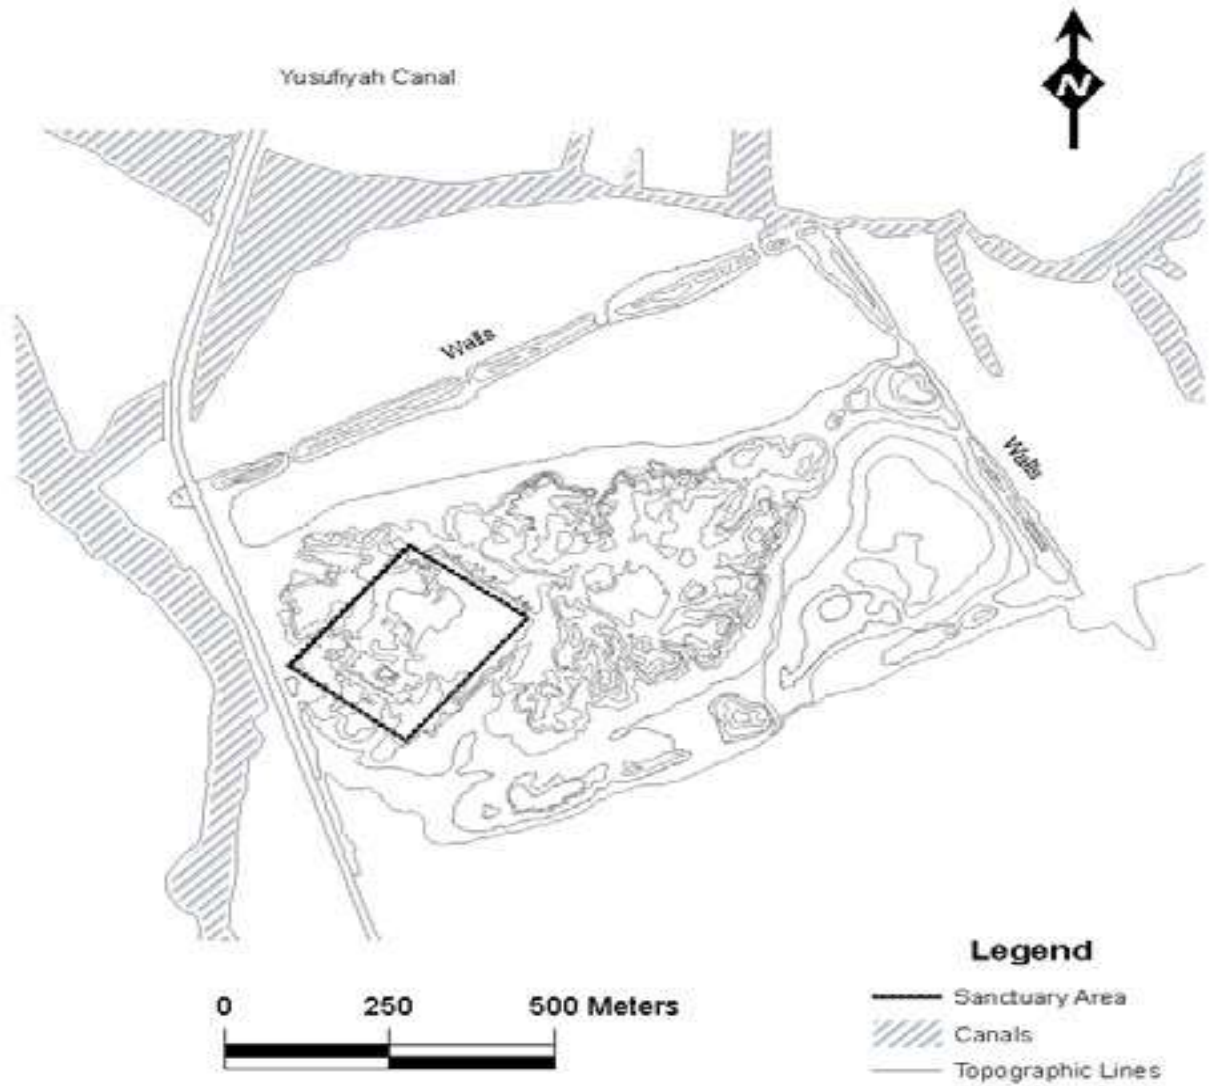 Yusufiyah Canal
N
Walls
Walls
Legend
0 250 500 Meters
Sanctuary Area
Canals
Topographic Lines